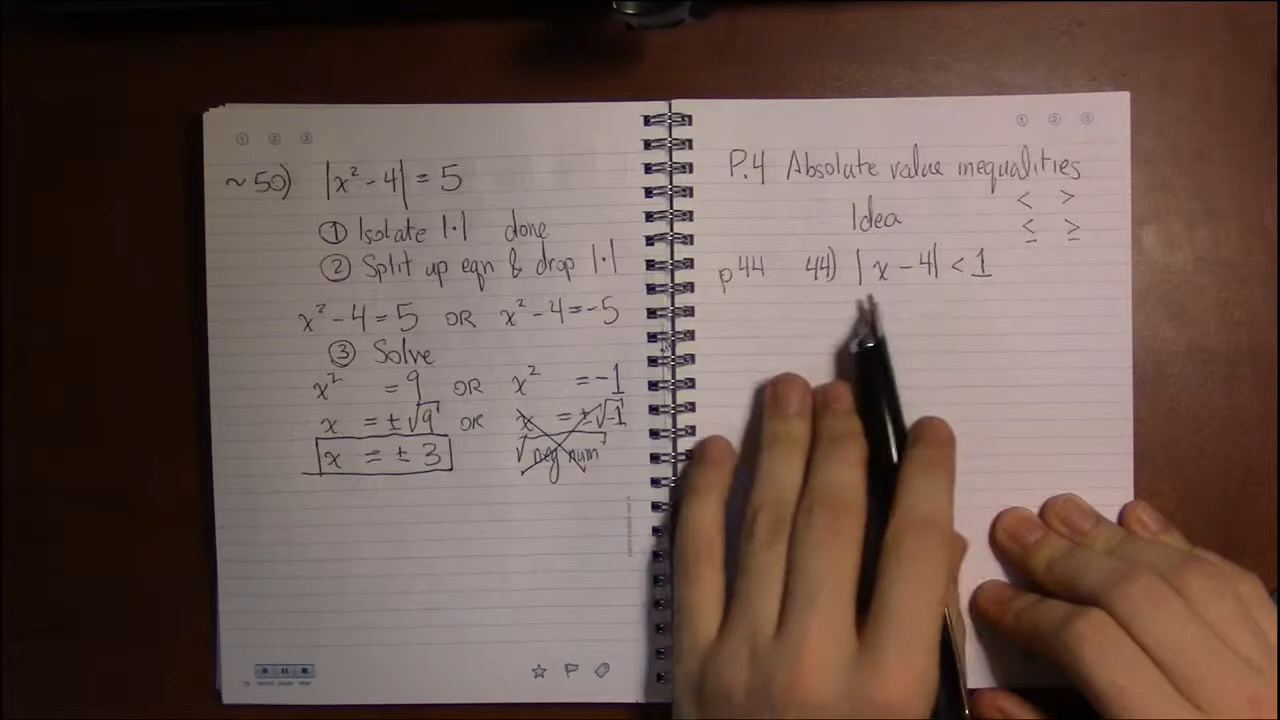 ~50) |x² - 4| = 5
① Isolate |·| done
② Split up eqn & drop |·|
x² - 4 = 5 OR x² - 4 = -5
③ Solve
x² = 9 OR x² = -1
x = ±√9 or x = ±√-1
x = ± 3 √neg num
P.4 Absolute value inequalities
< >
Idea
≤ ≥
p44 44) |x - 4| < 1